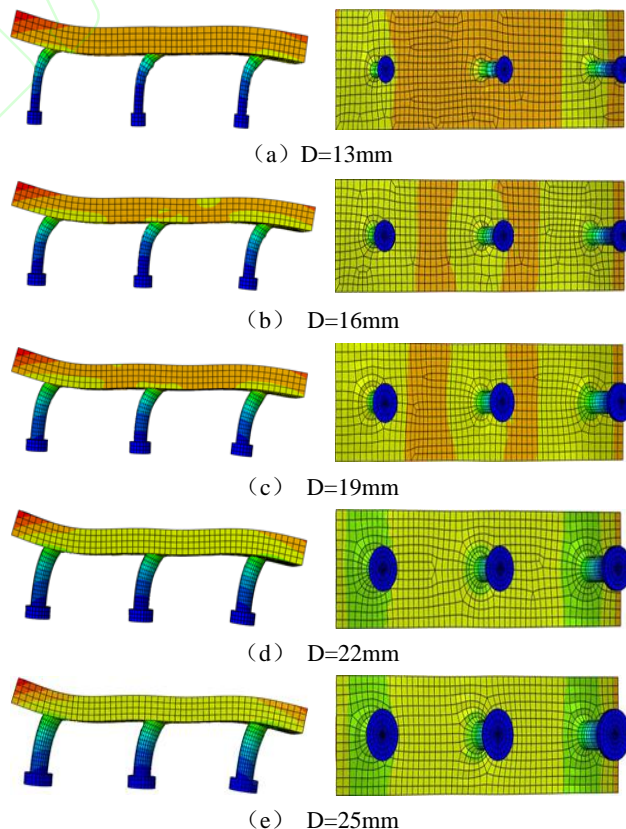 （a）D=13mm
（b） D=16mm
（c） D=19mm
（d） D=22mm
（e） D=25mm